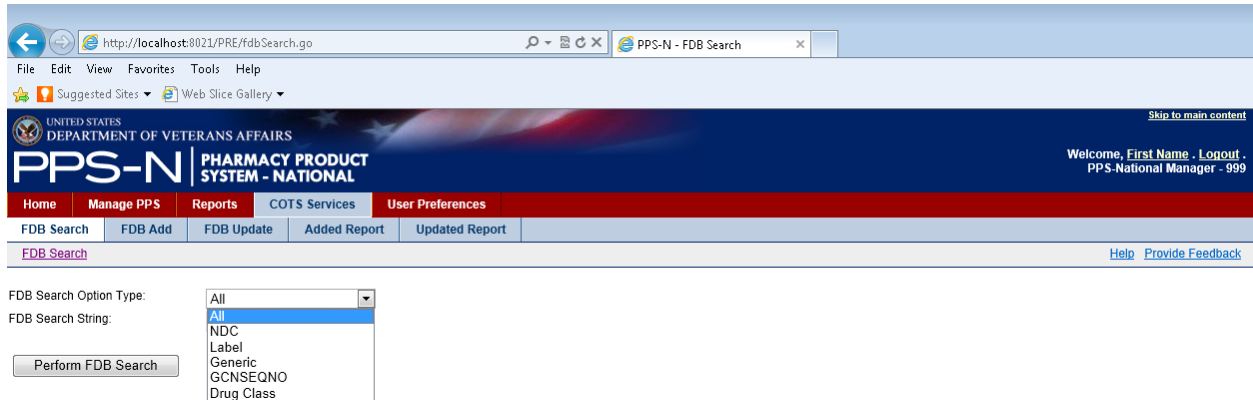 http://localhost:8021/PRE/fdbSearch.go PPS-N - FDB Search
File Edit View Favorites Tools Help
Suggested Sites Web Slice Gallery
Skip to main content
UNITED STATES
DEPARTMENT OF VETERANS AFFAIRS
PPS-N PHARMACY PRODUCT SYSTEM - NATIONAL
Welcome, First Name . Logout .
PPS-National Manager - 999
Home Manage PPS Reports COTS Services User Preferences
FDB Search FDB Add FDB Update Added Report Updated Report
FDB Search Help Provide Feedback
FDB Search Option Type: All
FDB Search String: All
NDC
Label
Perform FDB Search Generic
GCNSEQNO
Drug Class